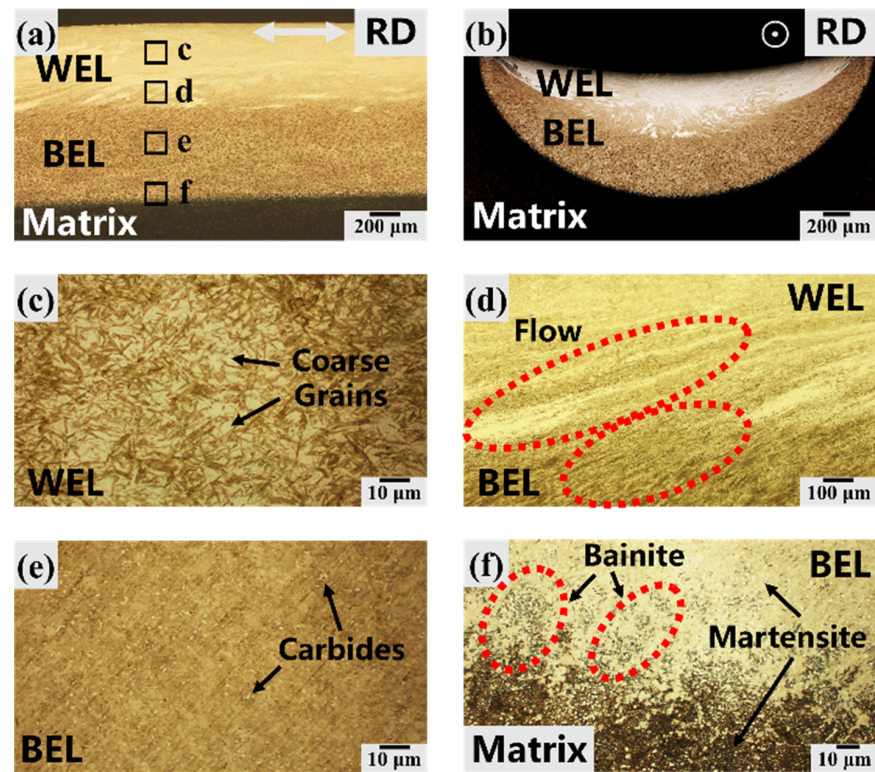 (a)
RD
WEL
c
d
BEL
e
f
Matrix
200 µm
(b)
RD
WEL
BEL
Matrix
200 µm
(c)
Coarse
Grains
WEL
10 µm
(d)
WEL
Flow
BEL
100 µm
(e)
Carbides
BEL
10 µm
(f)
Bainite
BEL
Martensite
Matrix
10 µm